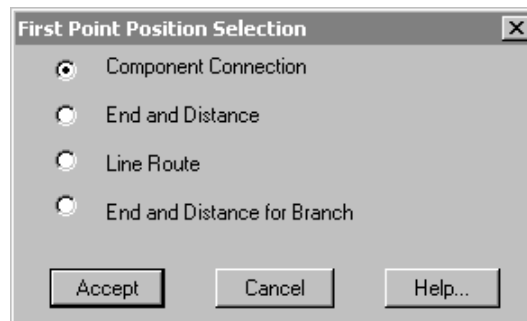 First Point Position Selection
Component Connection
End and Distance
Line Route
End and Distance for Branch
Accept Cancel Help...